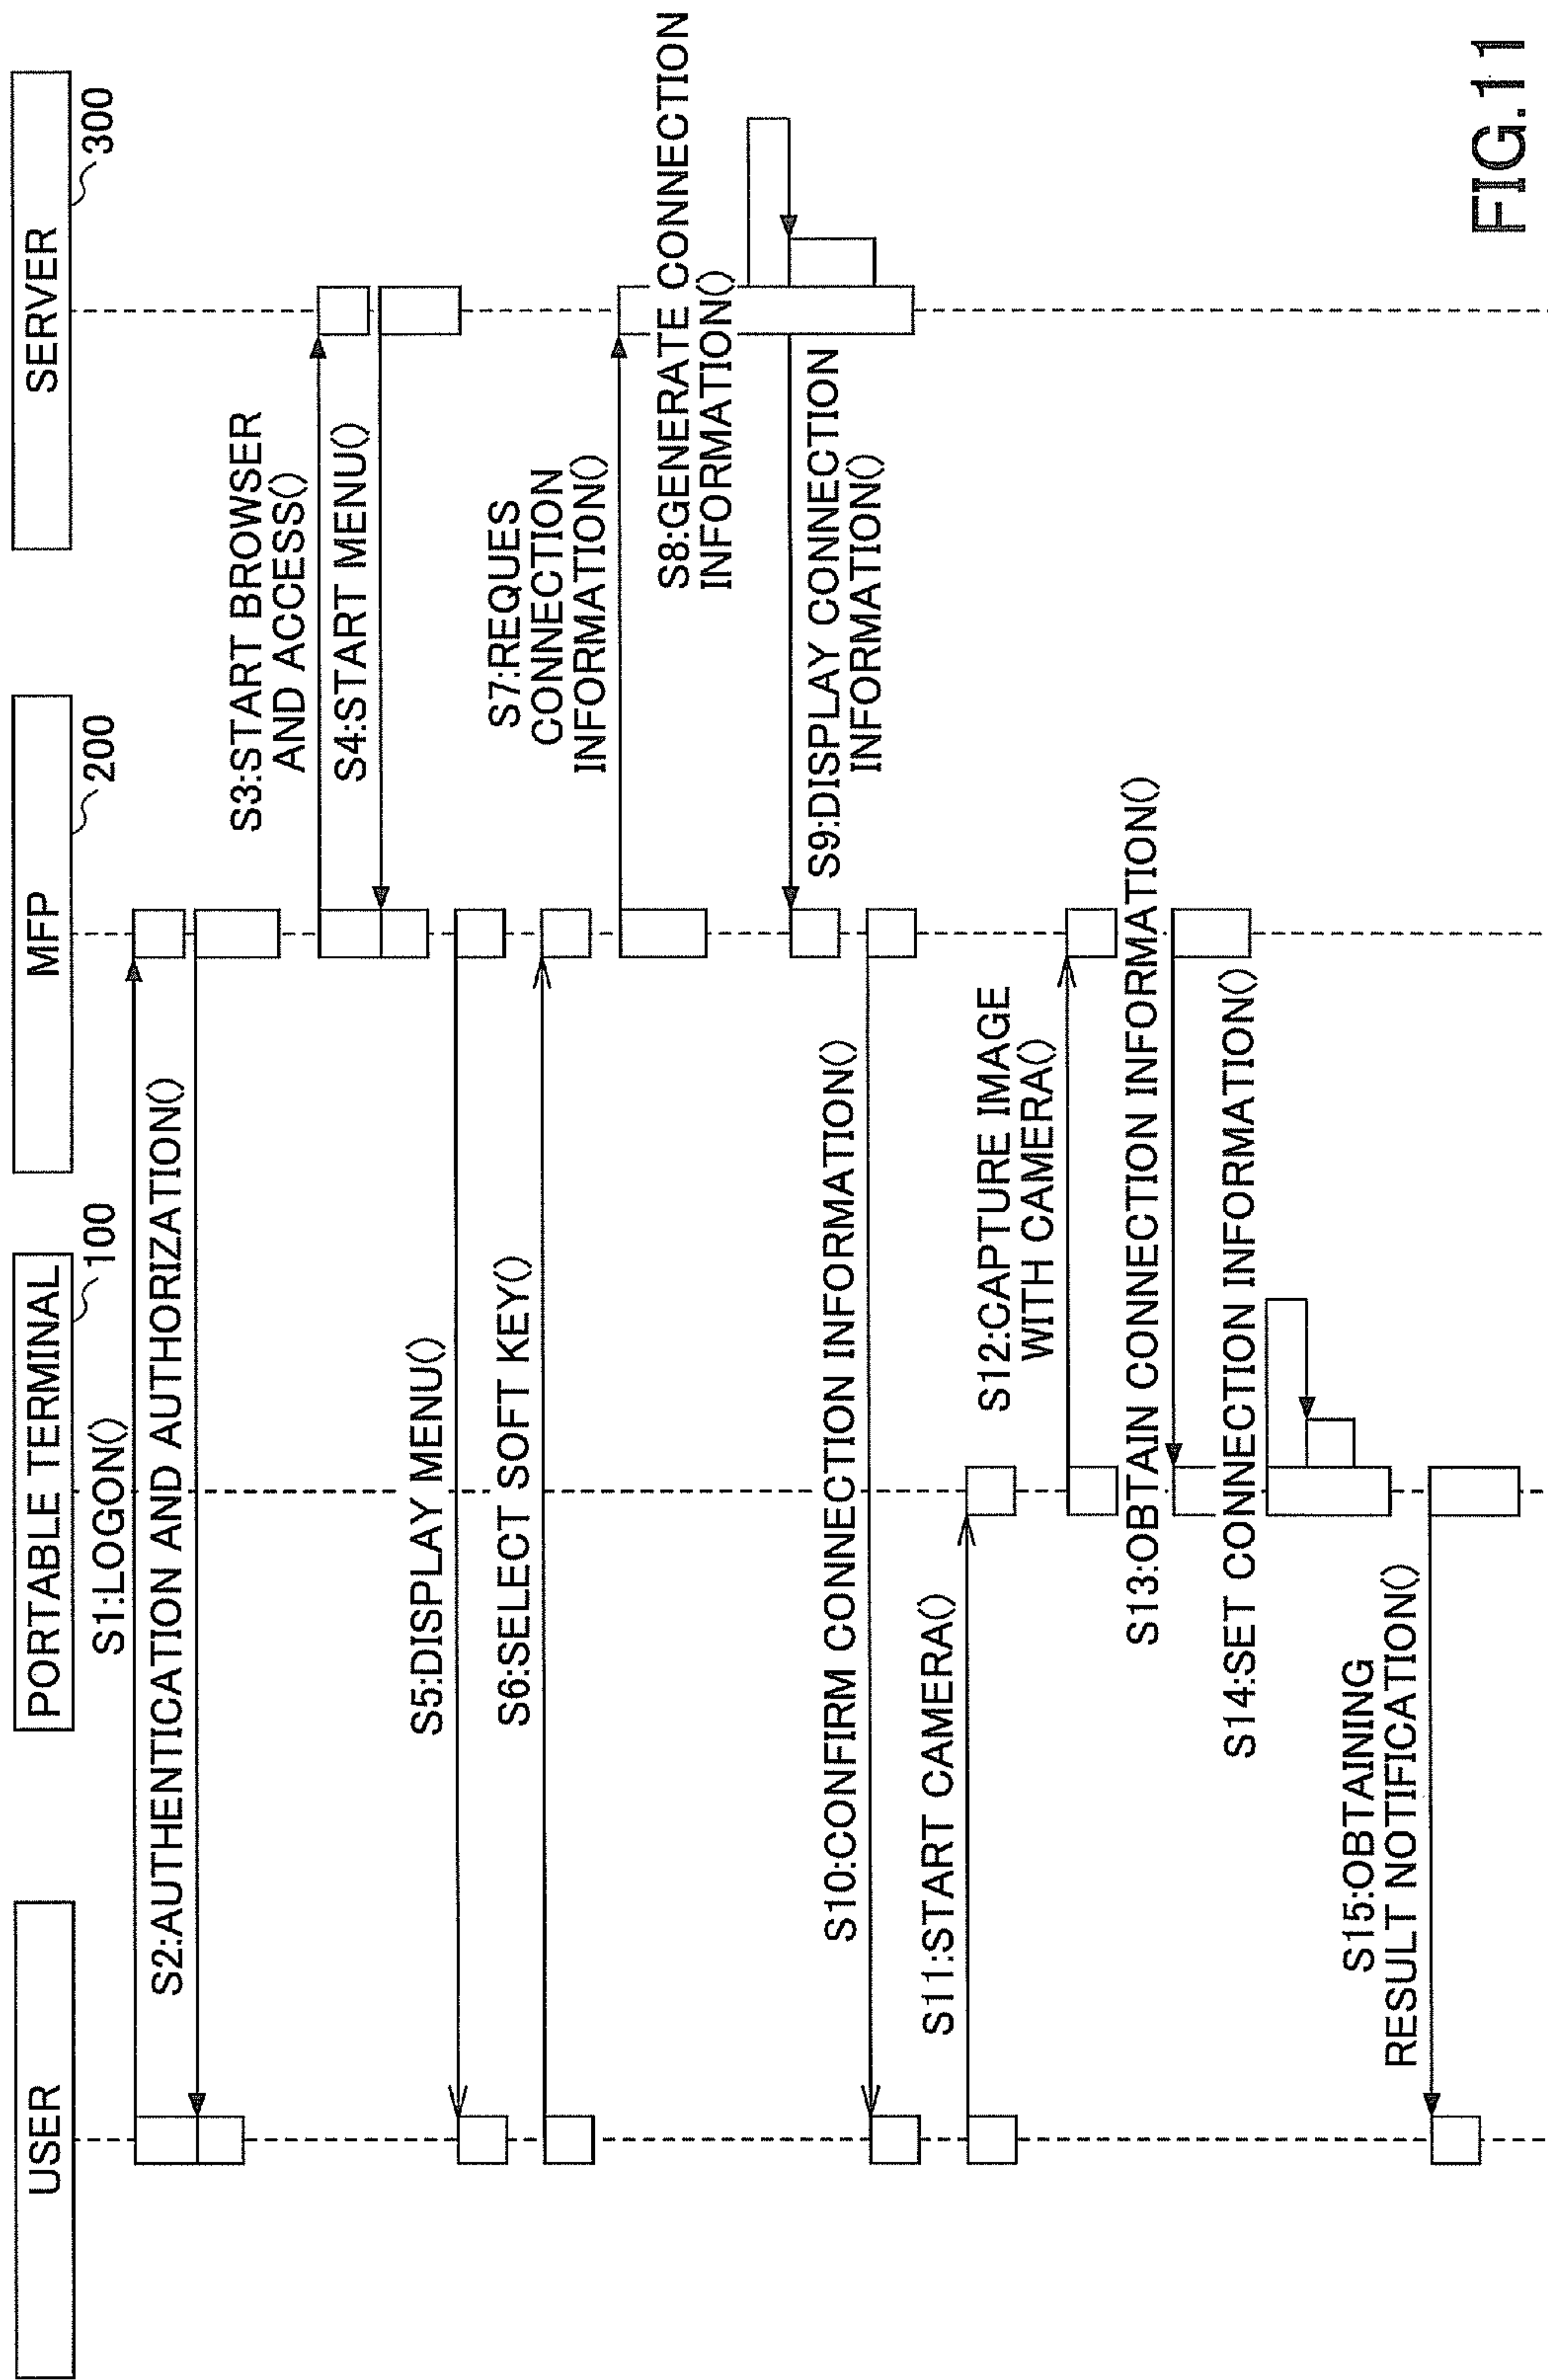 USER
PORTABLE TERMINAL
100
MFP
200
SERVER
300
S1:LOGON()
S2:AUTHENTICATION AND AUTHORIZATION()
S3:START BROWSER
AND ACCESS()
S4:START MENU()
S5:DISPLAY MENU()
S6:SELECT SOFT KEY()
S7:REQUES
CONNECTION
INFORMATION()
S8:GENERATE CONNECTION
INFORMATION()
S9:DISPLAY CONNECTION
INFORMATION()
S10:CONFIRM CONNECTION INFORMATION()
S11:START CAMERA()
S12:CAPTURE IMAGE
WITH CAMERA()
S13:OBTAIN CONNECTION INFORMATION()
S14:SET CONNECTION INFORMATION()
S15:OBTAINING
RESULT NOTIFICATION()
FIG.11